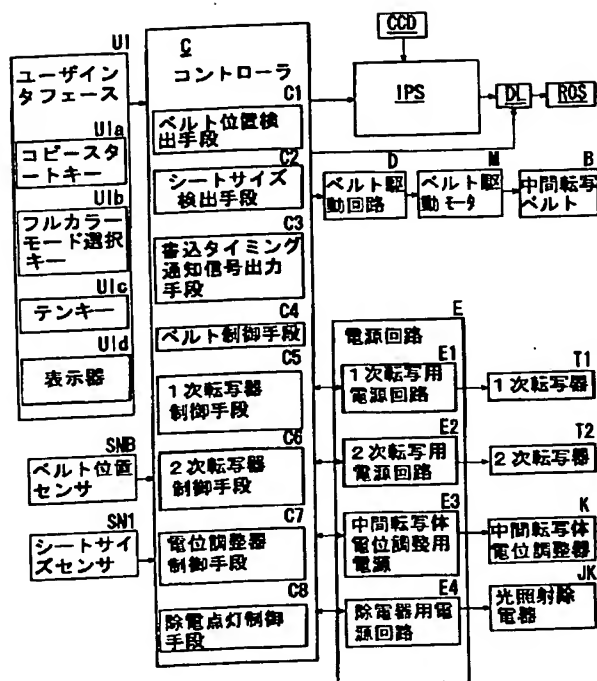 UI
ユーザイン
タフェース
UIa
コピースタ
ートキー
UIb
フルカラー
モード選択
キー
UIc
テンキー
UId
表示器
SNB
ベルト位置
センサ
SN1
シートサイ
ズセンサ
C
コントローラ
C1
ベルト位置検
出手段
C2
シートサイズ
検出手段
C3
書込タイミング
通知信号出力
手段
C4
ベルト制御手段
C5
1次転写器
制御手段
C6
2次転写器
制御手段
C7
電位調整器
制御手段
C8
除電点灯制御
手段
CCD
IPS
DL
ROS
D
ベルト駆
動回路
M
ベルト駆
動モータ
B
中間転写
ベルト
E
電源回路
E1
1次転写用
電源回路
E2
2次転写用
電源回路
E3
中間転写体
電位調整用
電源
E4
除電器用電
源回路
T1
1次転写器
T2
2次転写器
K
中間転写体
電位調整器
JK
光照射除
電器